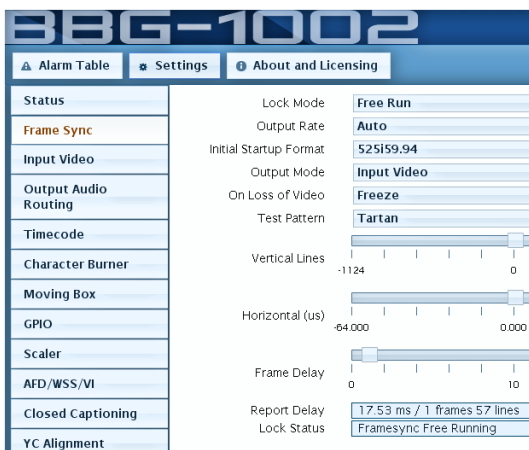 BBG-1002
Alarm Table Settings About and Licensing
Status
Frame Sync
Input Video
Output Audio
Routing
Timecode
Character Burner
Moving Box
GPIO
Scaler
AFD/WSS/VI
Closed Captioning
YC Alignment
Lock Mode Free Run
Output Rate Auto
Initial Startup Format 525i59.94
Output Mode Input Video
On Loss of Video Freeze
Test Pattern Tartan
Vertical Lines
-1124 0
Horizontal (us)
-64.000 0.000
Frame Delay
0 10
Report Delay 17.53 ms / 1 frames 57 lines
Lock Status Framesync Free Running